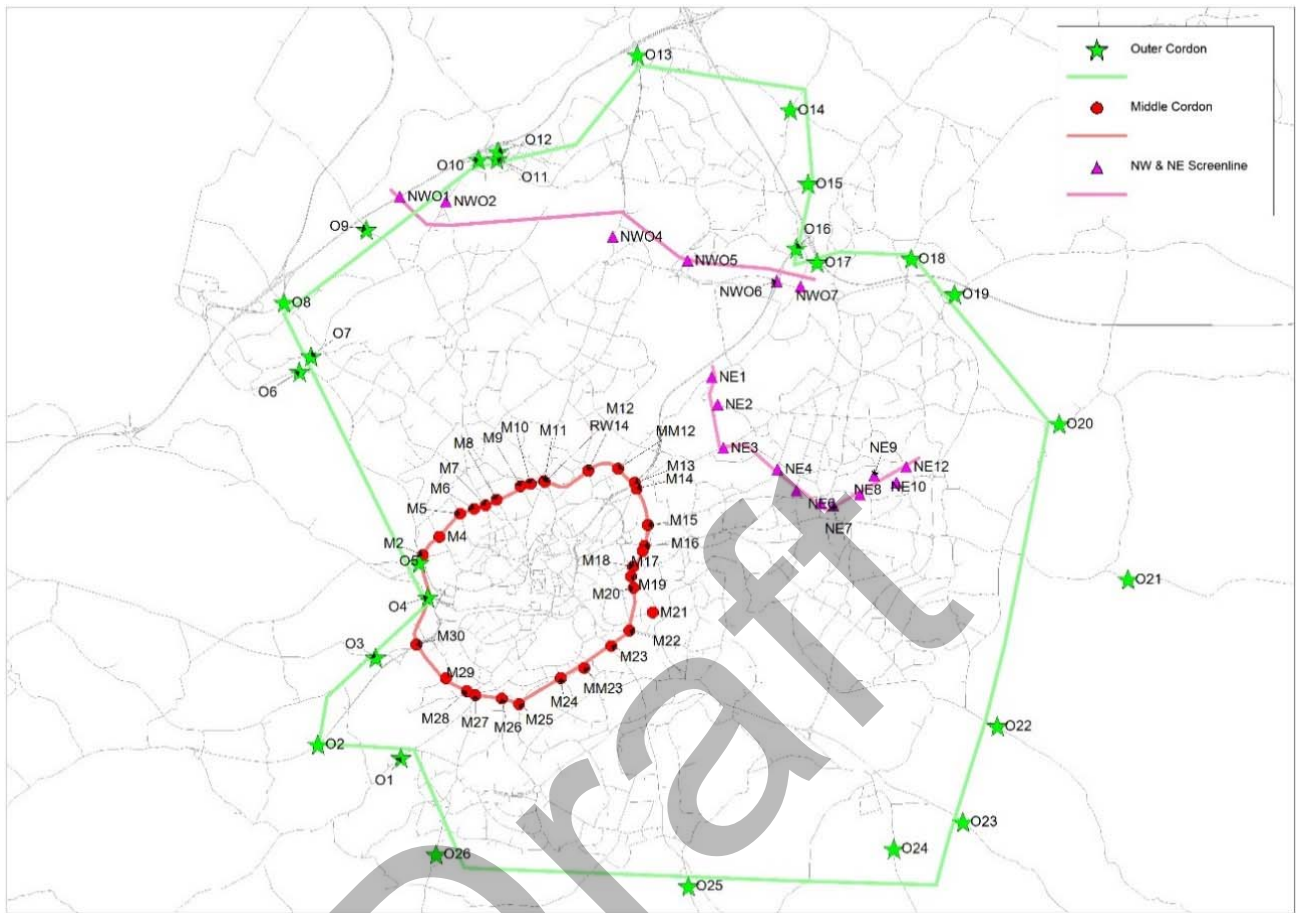 O13
Outer Cordon
Middle Cordon
NW & NE Screenline
O14
O12
O10
O11
O15
NWO1
NWO2
O9
NWO4
O16
NWO5
O17
O18
NWO6
NWO7
O19
O8
O7
O6
NE1
NE2
M12
RW14
MM12
M10
M11
M9
M8
M7
M6
M5
M13
M14
NE3
NE4
NE9
NE12
NE10
NE8
NE6
NE7
O20
M4
M2
O5
M15
M16
M18
M17
M19
M20
M21
O21
O4
O3
M30
M22
M23
MM23
M29
M24
M28
M27
M26
M25
O2
O1
O22
O23
O24
O26
O25
Draft